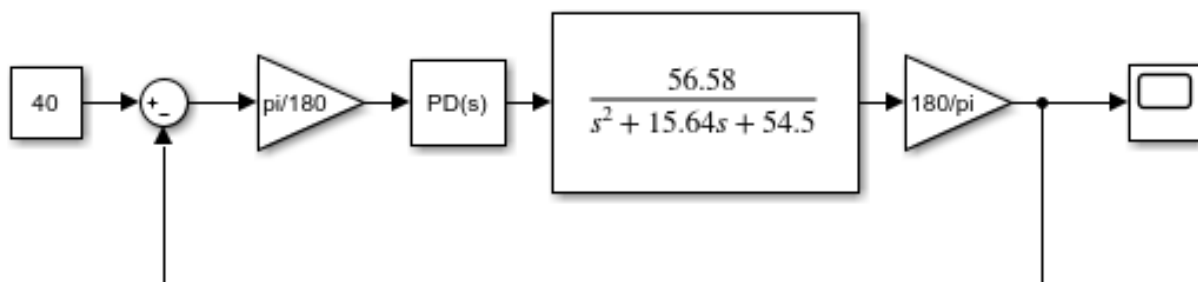 40
+
−
pi/180
PD(s)
56.58
s² + 15.64s + 54.5
180/pi